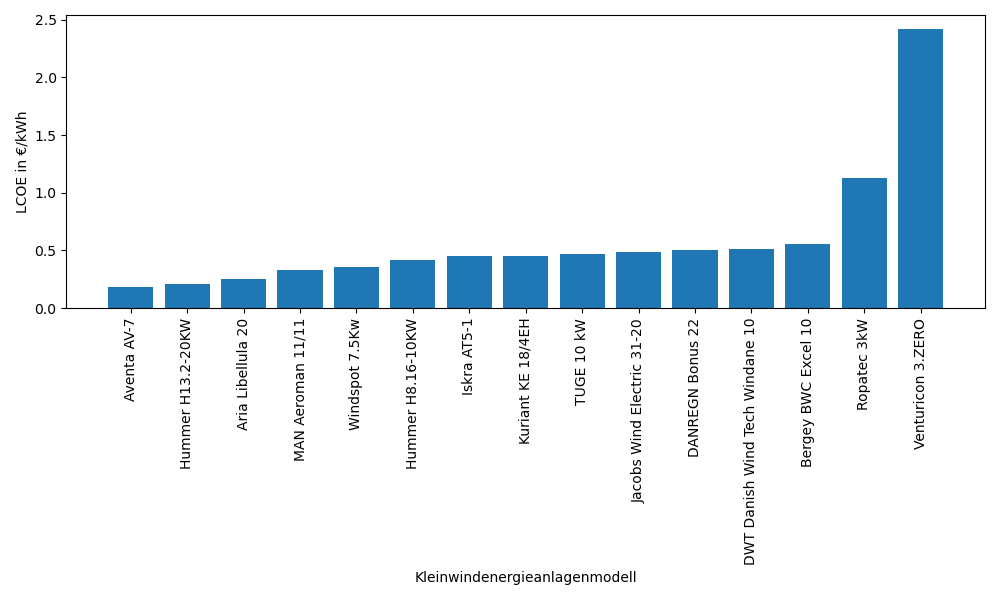 LCOE in €/kWh
2.5
2.0
1.5
1.0
0.5
0.0
Aventa AV-7
Hummer H13.2-20KW
Aria Libellula 20
MAN Aeroman 11/11
Windspot 7.5Kw
Hummer H8.16-10KW
Iskra AT5-1
Kuriant KE 18/4EH
TUGE 10 kW
Jacobs Wind Electric 31-20
DANREGN Bonus 22
DWT Danish Wind Tech Windane 10
Bergey BWC Excel 10
Ropatec 3kW
Venturicon 3.ZERO
Kleinwindenergieanlagenmodell